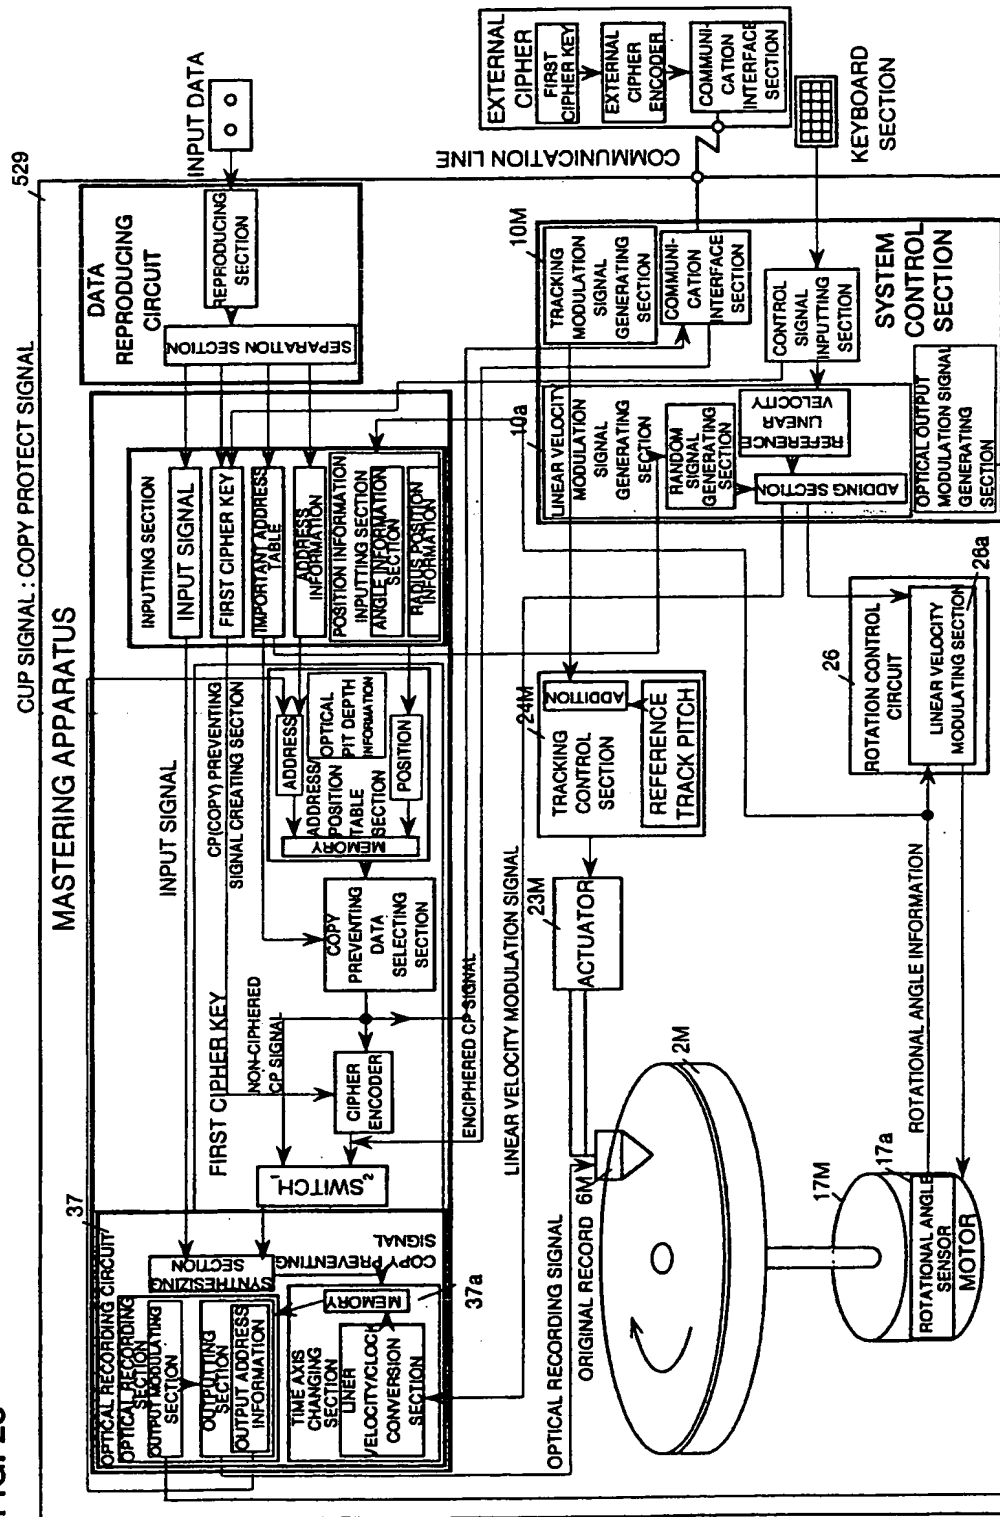 529
CUP SIGNAL : COPY PROTECT SIGNAL
MASTERING APPARATUS
INPUT DATA
DATA
REPRODUCING
CIRCUIT
REPRODUCING
SECTION
SEPARATION SECTION
EXTERNAL
CIPHER
FIRST
CIPHER KEY
EXTERNAL
CIPHER
ENCODER
COMMUNI-
CATION
INTERFACE
SECTION
COMMUNICATION LINE
KEYBOARD
SECTION
INPUTTING SECTION
INPUT SIGNAL
FIRST CIPHER KEY
IMPORTANT ADDRESS
TABLE
ADDRESS
INFORMATION
POSITION INFORMATION
INPUTTING SECTION
ANGLE INFORMATION
SECTION
RADIUS POSITION
INFORMATION
10M
TRACKING
MODULATION
SIGNAL
GENERATING
SECTION
COMMUNI-
CATION
INTERFACE
SECTION
CONTROL
SIGNAL
INPUTTING
SECTION
SYSTEM
CONTROL
SECTION
10a
LINEAR VELOCITY
MODULATION
SIGNAL
GENERATING
SECTION
RANDOM
SIGNAL
GENERATING
SECTION
REFERENCE
LINEAR
VELOCITY
ADDING SECTION
OPTICAL OUTPUT
MODULATION SIGNAL
GENERATING
SECTION
INPUT SIGNAL
CP(COPY) PREVENTING
SIGNAL CREATING SECTION
ADDRESS
OPTICAL
PIT DEPTH
INFORMATION
ADDRESS/
POSITION
TABLE
SECTION
POSITION
MEMORY
COPY
PREVENTING
DATA
SELECTING
SECTION
FIRST CIPHER KEY
NON-CIPHERED
CP SIGNAL
CIPHER
ENCODER
ENCIPHERED CP SIGNAL
SWITCH
1
2
LINEAR VELOCITY MODULATION SIGNAL
24M
TRACKING
CONTROL
SECTION
ADDITION
REFERENCE
TRACK PITCH
23M
ACTUATOR
26
ROTATION CONTROL
CIRCUIT
26a
LINEAR VELOCITY
MODULATING SECTION
ROTATIONAL ANGLE INFORMATION
37
OPTICAL RECORDING CIRCUIT
OPTICAL RECORDING
SECTION
OUTPUT MODULATING
SECTION
OUTPUTTING
SECTION
OUTPUT ADDRESS
INFORMATION
SYNTHESIZING
SECTION
COPY PREVENTING
SIGNAL
37a
TIME AXIS
CHANGING
SECTION
MEMORY
LINER
VELOCITY/CLOCK
CONVERSION
SECTION
OPTICAL RECORDING SIGNAL
ORIGINAL RECORD
6M
2M
17M
17a
ROTATIONAL ANGLE
SENSOR
MOTOR